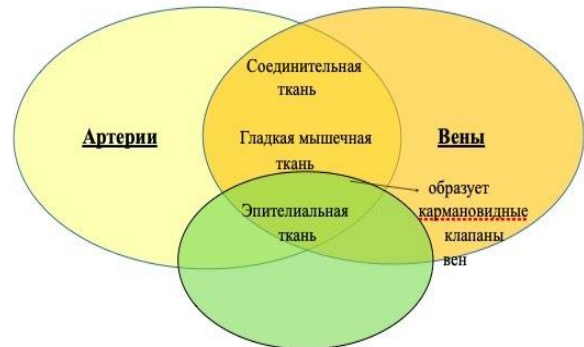 Соединительная
ткань
Артерии
Гладкая мышечная
ткань
Вены
Эпителиальная
ткань
образует
кармановидные
клапаны
вен